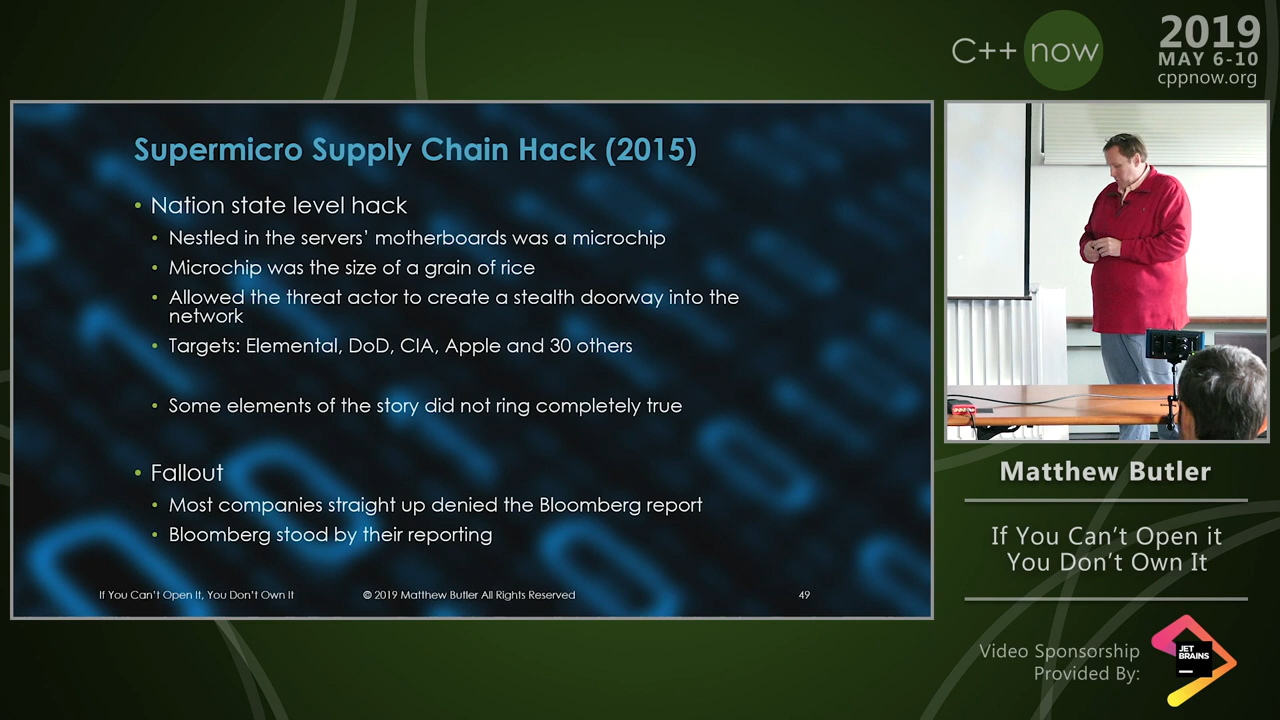 C++ now
2019
MAY 6-10
cppnow.org
Supermicro Supply Chain Hack (2015)
• Nation state level hack
• Nestled in the servers’ motherboards was a microchip
• Microchip was the size of a grain of rice
• Allowed the threat actor to create a stealth doorway into the
network
• Targets: Elemental, DoD, CIA, Apple and 30 others
• Some elements of the story did not ring completely true
• Fallout
• Most companies straight up denied the Bloomberg report
• Bloomberg stood by their reporting
If You Can’t Open It, You Don’t Own It
© 2019 Matthew Butler All Rights Reserved
49
Matthew Butler
If You Can’t Open it
You Don’t Own It
Video Sponsorship
Provided By:
JET
BRAINS